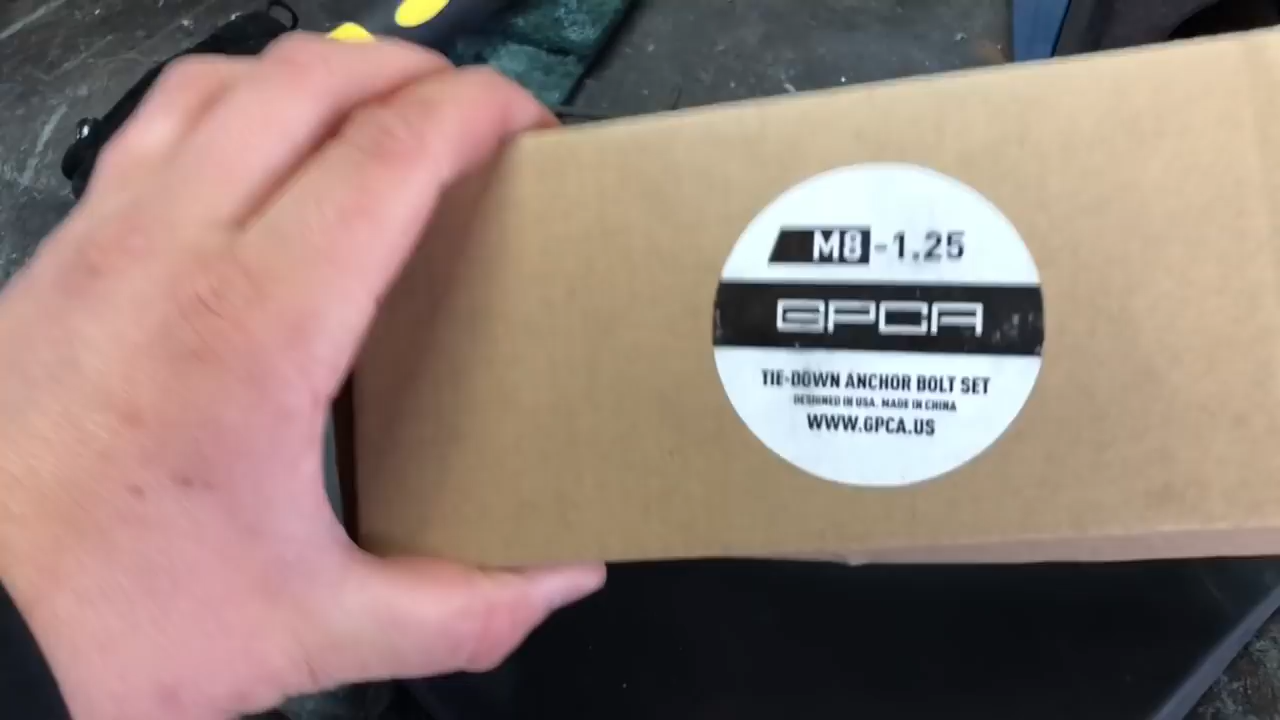 M8-1.25
GPCA
TIE-DOWN ANCHOR BOLT SET
DESIGNED IN USA. MADE IN CHINA
WWW.GPCA.US